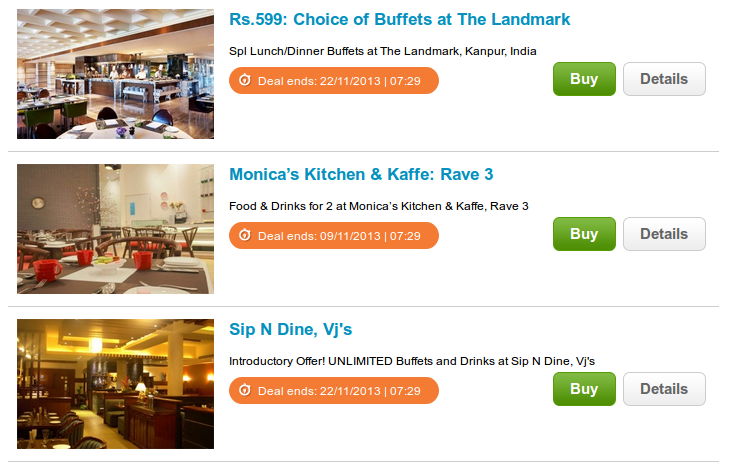 Rs.599: Choice of Buffets at The Landmark
Spl Lunch/Dinner Buffets at The Landmark, Kanpur, India
Deal ends: 22/11/2013 | 07:29
Buy
Details
Monica’s Kitchen & Kaffe: Rave 3
Food & Drinks for 2 at Monica’s Kitchen & Kaffe, Rave 3
Deal ends: 09/11/2013 | 07:29
Buy
Details
Sip N Dine, Vj's
Introductory Offer! UNLIMITED Buffets and Drinks at Sip N Dine, Vj's
Deal ends: 22/11/2013 | 07:29
Buy
Details